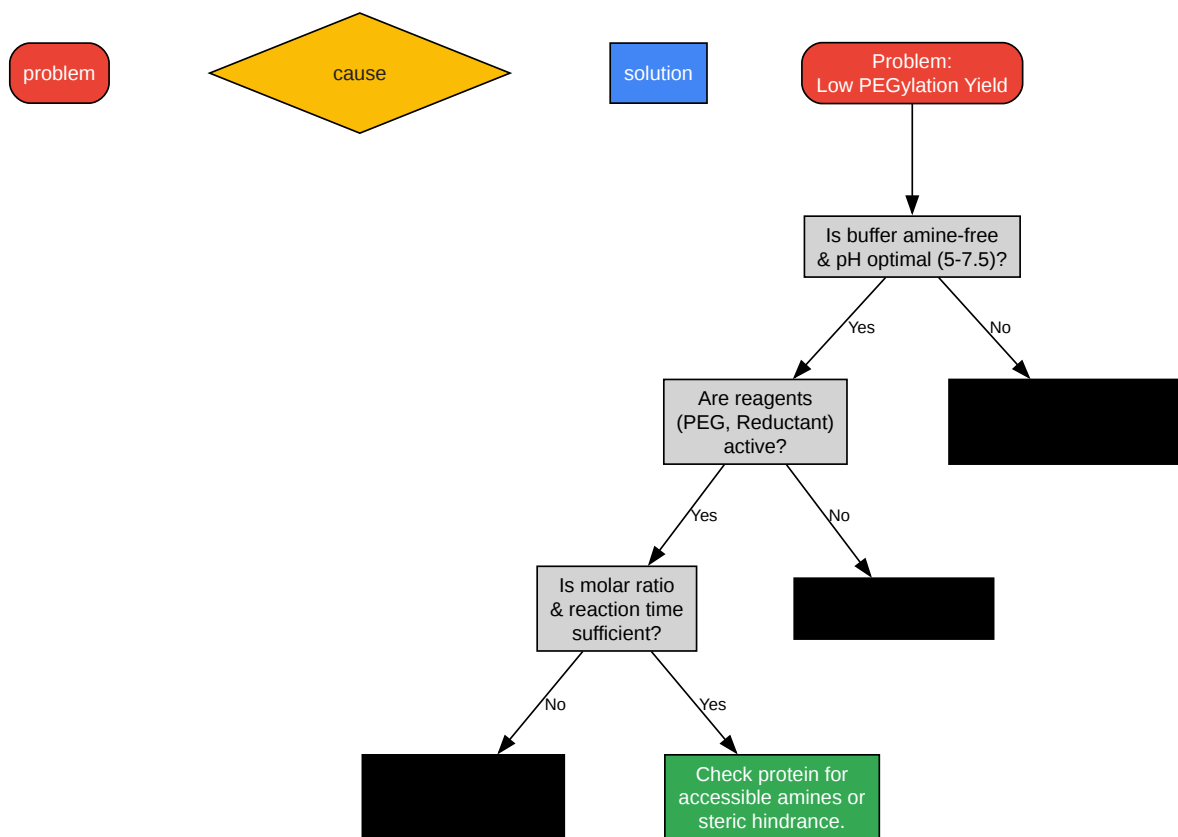 problem
cause
solution
Problem:
Low PEGylation Yield
Is buffer amine-free
& pH optimal (5-7.5)?
Yes
No
Are reagents
(PEG, Reductant)
active?
Yes
No
Is molar ratio
& reaction time
sufficient?
No
Yes
Check protein for
accessible amines or
steric hindrance.